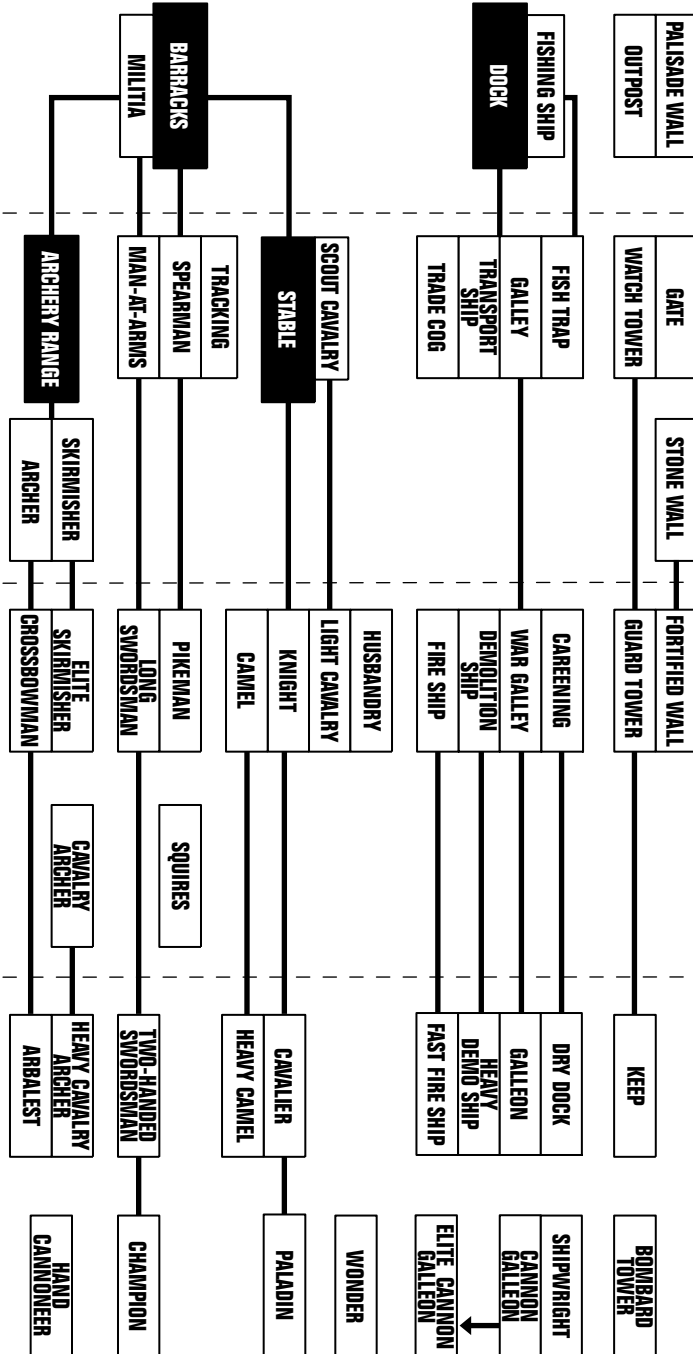 PALISADE WALL
OUTPOST
GATE
WATCH TOWER
STONE WALL
FORTIFIED WALL
GUARD TOWER
KEEP
BOMBARD
TOWER
FISHING SHIP
DOCK
FISH TRAP
GALLEY
TRANSPORT
SHIP
TRADE COG
CAREENING
WAR GALLEY
DEMOLITION
SHIP
FIRE SHIP
DRY DOCK
GALLEON
HEAVY
DEMO SHIP
FAST FIRE SHIP
SHIPWRIGHT
CANNON
GALLEON
ELITE CANNON
GALLEON
WONDER
SCOUT CAVALRY
STABLE
HUSBANDRY
LIGHT CAVALRY
KNIGHT
CAMEL
CAVALIER
HEAVY CAMEL
PALADIN
BARRACKS
MILITIA
TRACKING
SPEARMAN
MAN-AT-ARMS
PIKEMAN
LONG
SWORDSMAN
SQUIRES
TWO-HANDED
SWORDSMAN
CHAMPION
ARCHERY RANGE
SKIRMISHER
ARCHER
ELITE
SKIRMISHER
CROSSBOWMAN
CAVALRY
ARCHER
HEAVY CAVALRY
ARCHER
ARBALEST
HAND
CANNONEER